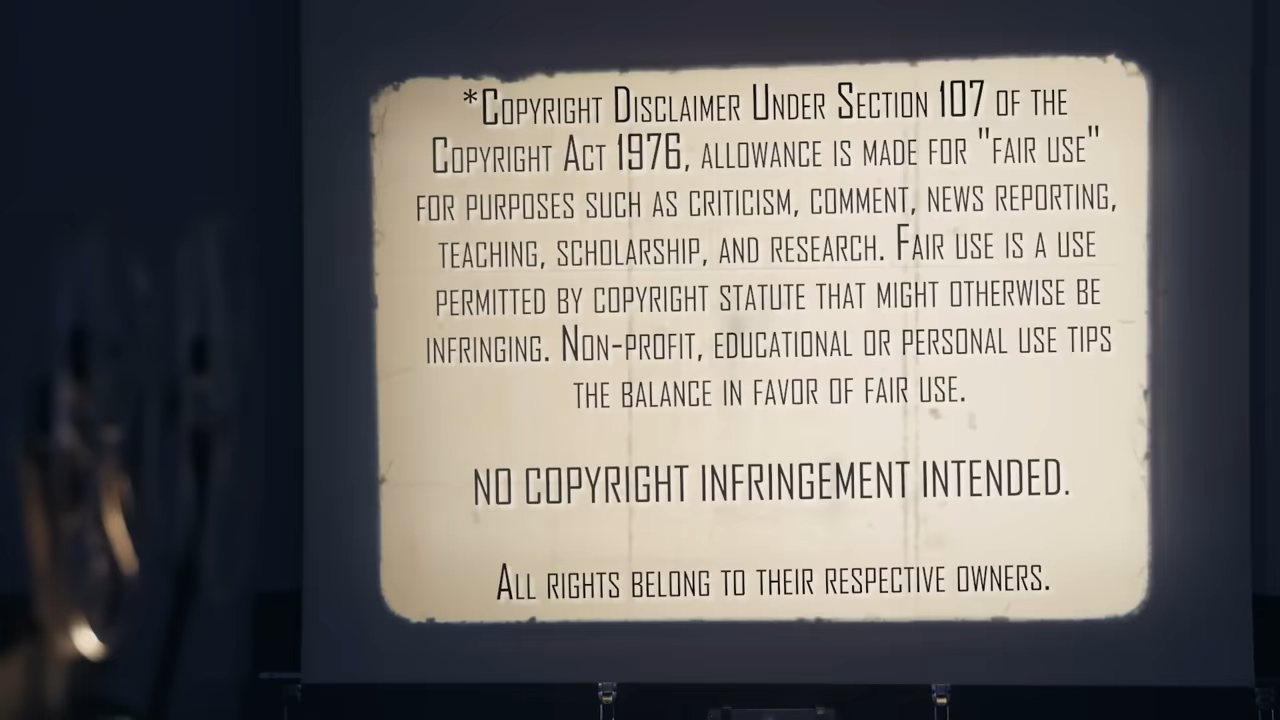 *Copyright Disclaimer Under Section 107 of the
Copyright Act 1976, allowance is made for "fair use"
for purposes such as criticism, comment, news reporting,
teaching, scholarship, and research. Fair use is a use
permitted by copyright statute that might otherwise be
infringing. Non-profit, educational or personal use tips
the balance in favor of fair use.
NO COPYRIGHT INFRINGEMENT INTENDED.
All rights belong to their respective owners.